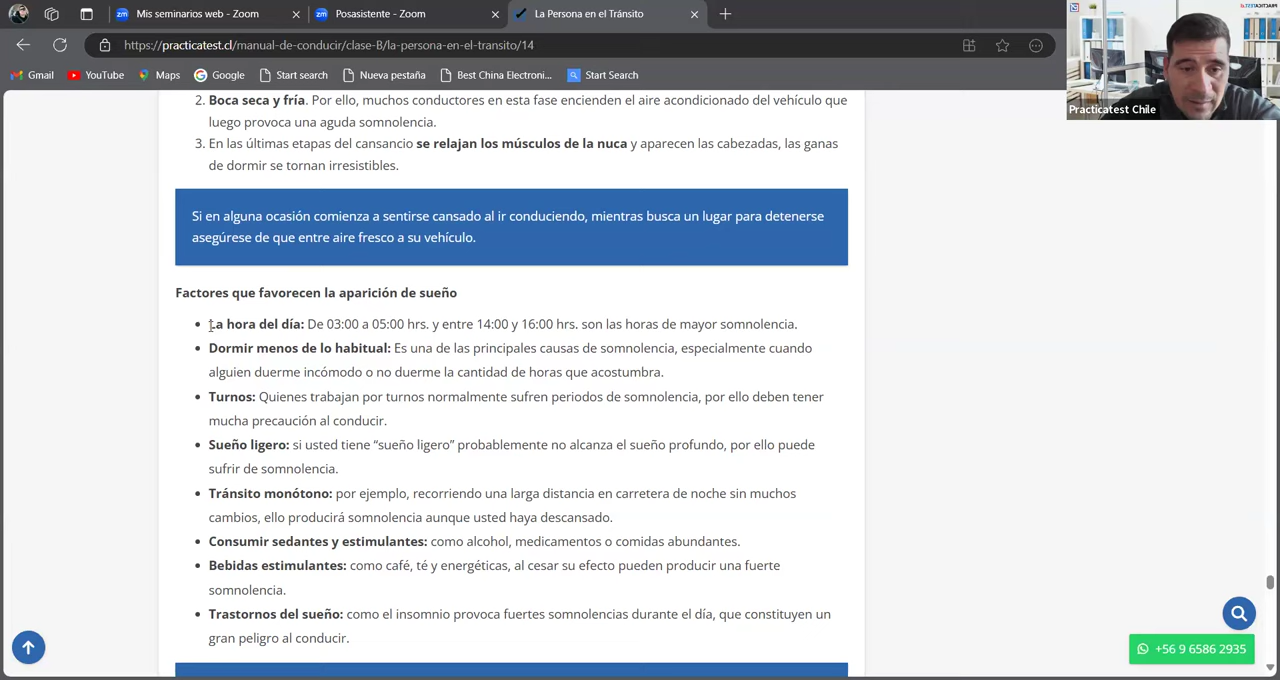 Mis seminarios web - Zoom
Posasistente - Zoom
La Persona en el Tránsito
https://practicatest.cl/manual-de-conducir/clase-B/la-persona-en-el-transito/14
Gmail
YouTube
Maps
Google
Start search
Nueva pestaña
Best China Electroni...
Start Search
Practicatest Chile
2. Boca seca y fría. Por ello, muchos conductores en esta fase encienden el aire acondicionado del vehículo que
luego provoca una aguda somnolencia.
3. En las últimas etapas del cansancio se relajan los músculos de la nuca y aparecen las cabezadas, las ganas
de dormir se tornan irresistibles.
Si en alguna ocasión comienza a sentirse cansado al ir conduciendo, mientras busca un lugar para detenerse
asegúrese de que entre aire fresco a su vehículo.
Factores que favorecen la aparición de sueño
• La hora del día: De 03:00 a 05:00 hrs. y entre 14:00 y 16:00 hrs. son las horas de mayor somnolencia.
• Dormir menos de lo habitual: Es una de las principales causas de somnolencia, especialmente cuando
alguien duerme incómodo o no duerme la cantidad de horas que acostumbra.
• Turnos: Quienes trabajan por turnos normalmente sufren periodos de somnolencia, por ello deben tener
mucha precaución al conducir.
• Sueño ligero: si usted tiene “sueño ligero” probablemente no alcanza el sueño profundo, por ello puede
sufrir de somnolencia.
• Tránsito monótono: por ejemplo, recorriendo una larga distancia en carretera de noche sin muchos
cambios, ello producirá somnolencia aunque usted haya descansado.
• Consumir sedantes y estimulantes: como alcohol, medicamentos o comidas abundantes.
• Bebidas estimulantes: como café, té y energéticas, al cesar su efecto pueden producir una fuerte
somnolencia.
• Trastornos del sueño: como el insomnio provoca fuertes somnolencias durante el día, que constituyen un
gran peligro al conducir.
+56 9 6586 2935